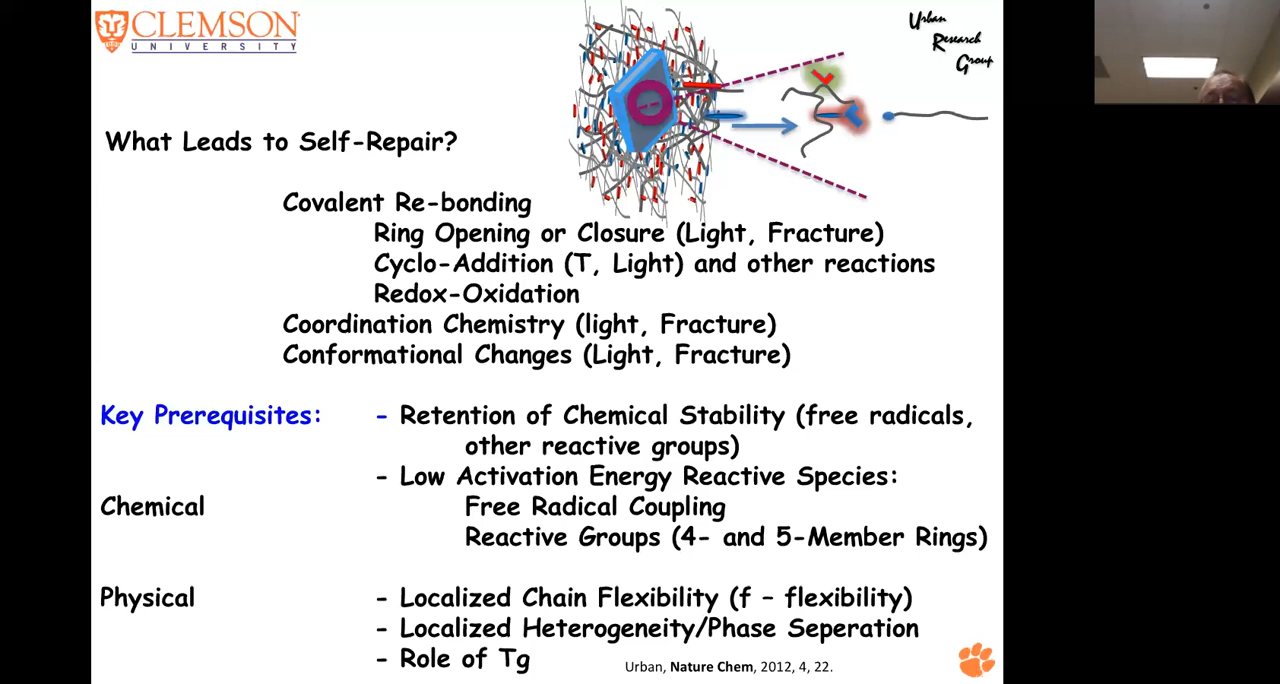 CLEMSON
UNIVERSITY
Urban
Research
Group
What Leads to Self-Repair?
Covalent Re-bonding
Ring Opening or Closure (Light, Fracture)
Cyclo-Addition (T, Light) and other reactions
Redox-Oxidation
Coordination Chemistry (light, Fracture)
Conformational Changes (Light, Fracture)
Key Prerequisites: - Retention of Chemical Stability (free radicals,
other reactive groups)
- Low Activation Energy Reactive Species:
Chemical Free Radical Coupling
Reactive Groups (4- and 5-Member Rings)
Physical - Localized Chain Flexibility (f – flexibility)
- Localized Heterogeneity/Phase Seperation
- Role of Tg
Urban, Nature Chem, 2012, 4, 22.